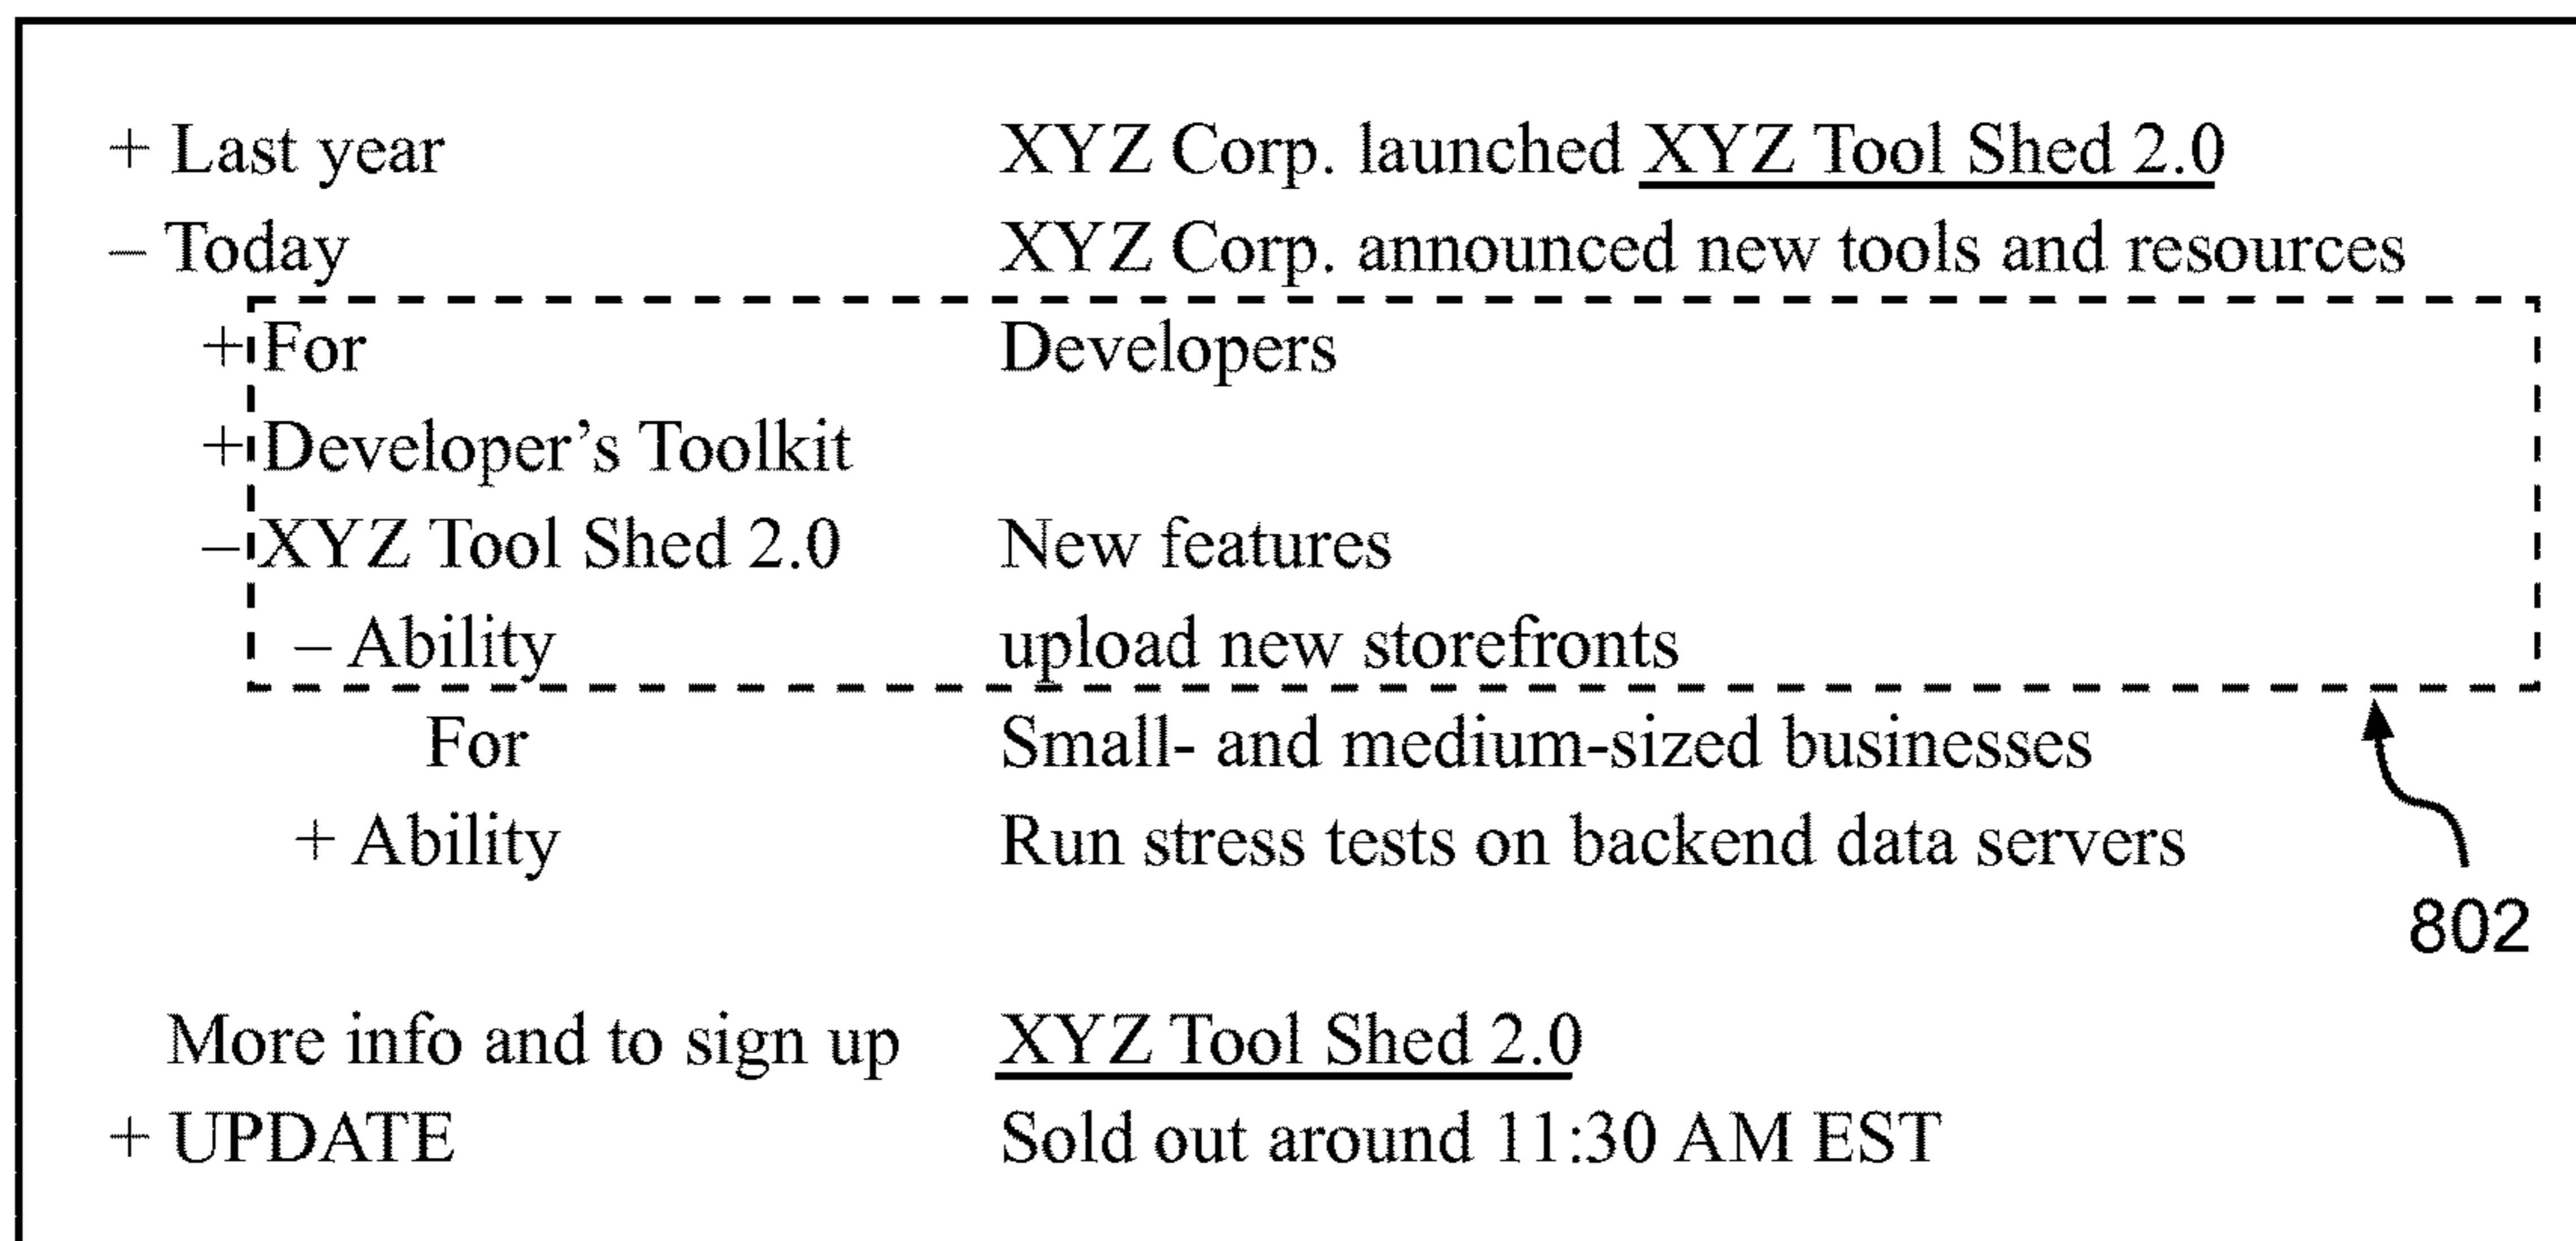 + Last year XYZ Corp. launched XYZ Tool Shed 2.0
– Today XYZ Corp. announced new tools and resources
+ For Developers
+ Developer’s Toolkit
– XYZ Tool Shed 2.0 New features
– Ability upload new storefronts
For Small- and medium-sized businesses
+ Ability Run stress tests on backend data servers
802
More info and to sign up XYZ Tool Shed 2.0
+ UPDATE Sold out around 11:30 AM EST